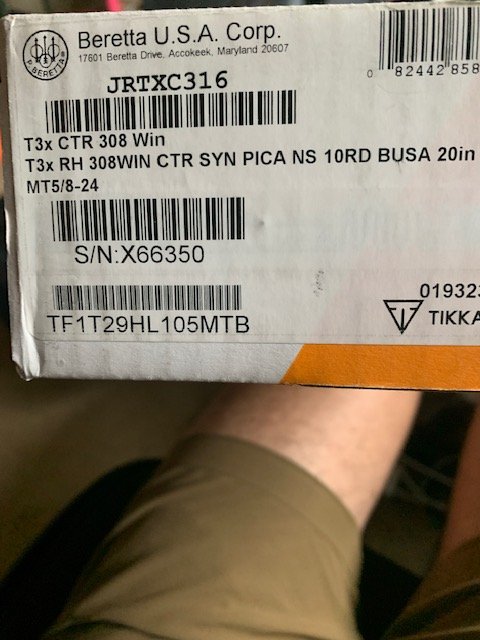 BERETTA
Beretta U.S.A. Corp.
17601 Beretta Drive, Accokeek, Maryland 20607
0 82442 858
JRTXC316
T3x CTR 308 Win
T3x RH 308WIN CTR SYN PICA NS 10RD BUSA 20in
MT5/8-24
S/N:X66350
TF1T29HL105MTB
01932
TIKKA